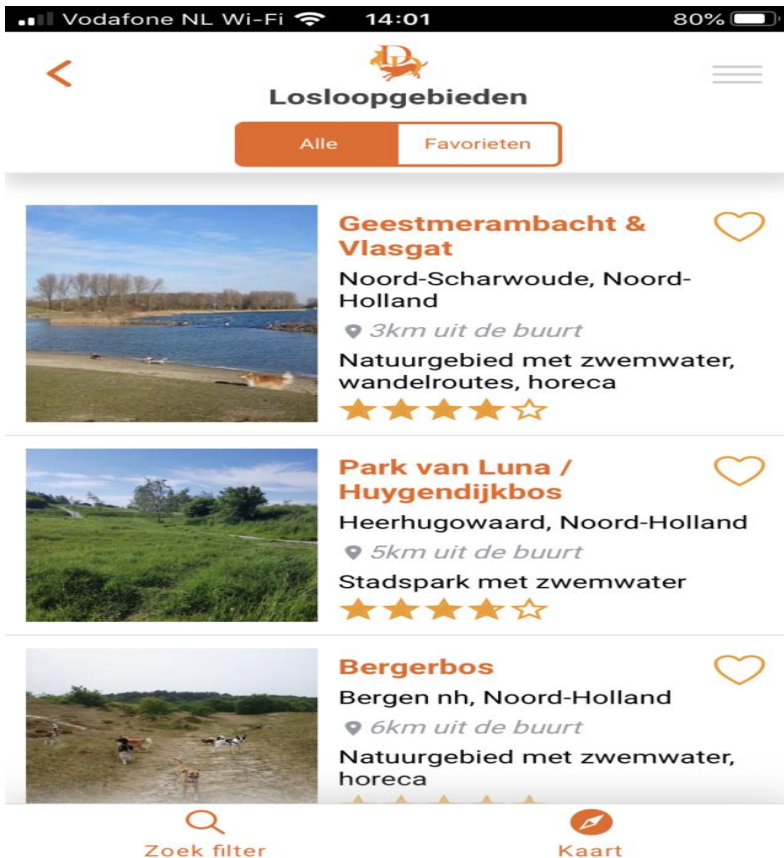 Vodafone NL Wi-Fi 14:01 80%
Losloopgebieden
Alle Favorieten
Geestmerambacht &
Vlasgat
Noord-Scharwoude, Noord-
Holland
3km uit de buurt
Natuurgebied met zwemwater,
wandelroutes, horeca
Park van Luna /
Huygendijkbos
Heerhugowaard, Noord-Holland
5km uit de buurt
Stadspark met zwemwater
Bergerbos
Bergen nh, Noord-Holland
6km uit de buurt
Natuurgebied met zwemwater,
horeca
Zoek filter Kaart